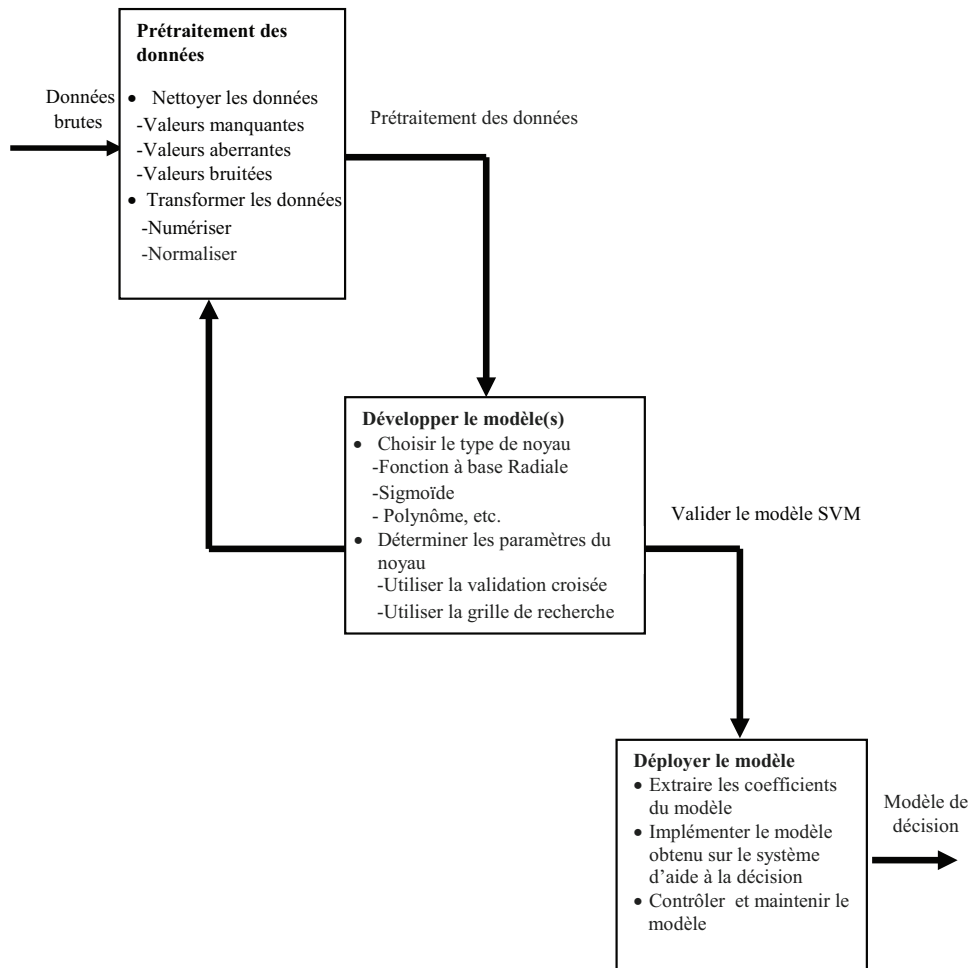 Prétraitement des
données
Données
brutes
• Nettoyer les données
-Valeurs manquantes
-Valeurs aberrantes
-Valeurs bruitées
• Transformer les données
-Numériser
-Normaliser
Prétraitement des données
Développer le modèle(s)
• Choisir le type de noyau
-Fonction à base Radiale
-Sigmoïde
- Polynôme, etc.
• Déterminer les paramètres du
noyau
-Utiliser la validation croisée
-Utiliser la grille de recherche
Valider le modèle SVM
Déployer le modèle
• Extraire les coefficients
du modèle
• Implémenter le modèle
obtenu sur le système
d'aide à la décision
• Contrôler et maintenir le
modèle
Modèle de
décision